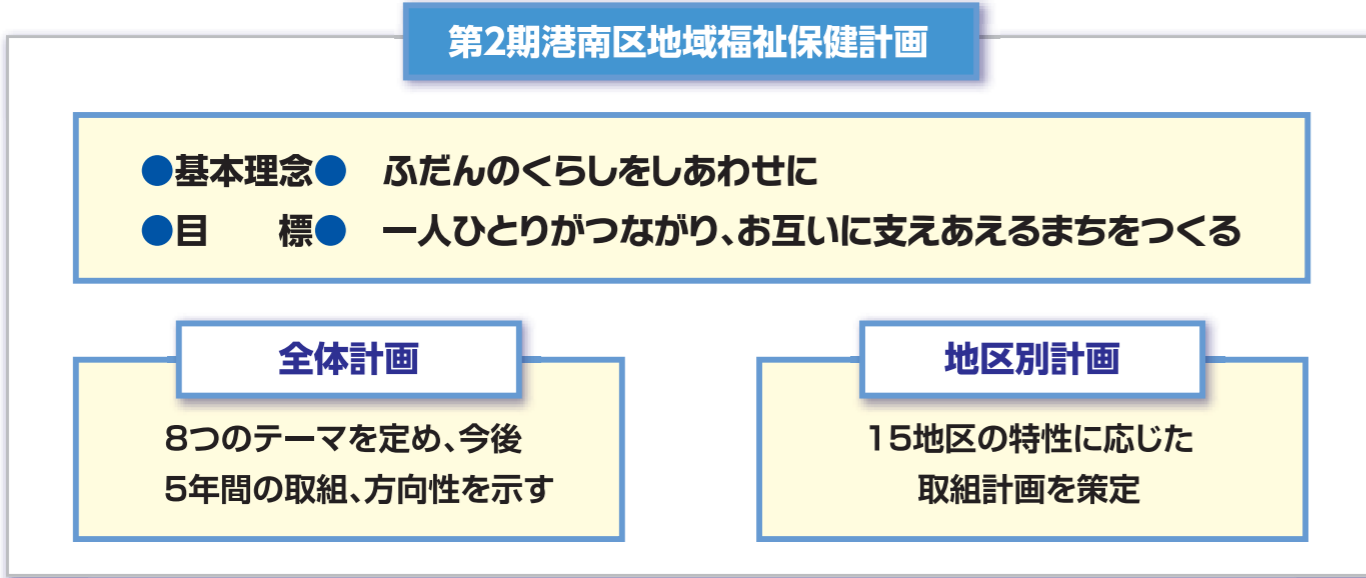 第2期港南区地域福祉保健計画
●基本理念● ふだんのくらしをしあわせに
●目　　標● 一人ひとりがつながり、お互いに支えあえるまちをつくる
全体計画
8つのテーマを定め、今後
5年間の取組、方向性を示す
地区別計画
15地区の特性に応じた
取組計画を策定